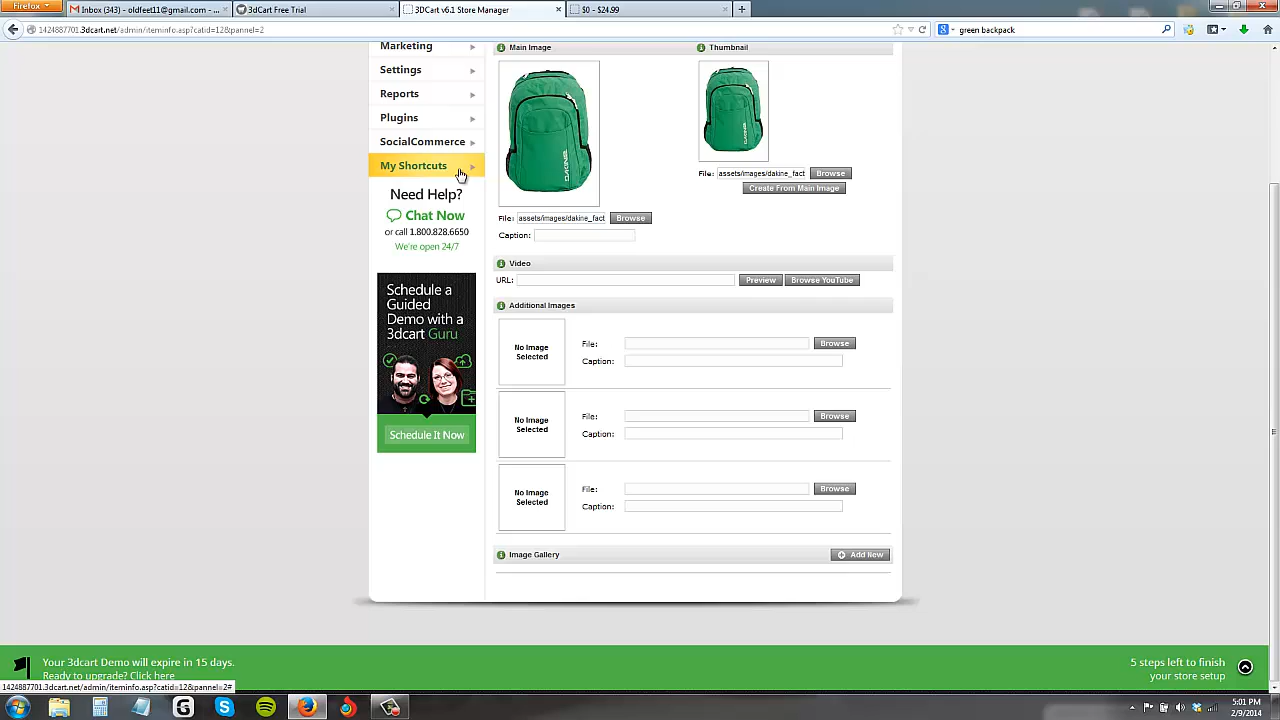 Firefox
Inbox (343) - oldfeet11@gmail.com - ...
3dCart Free Trial
3DCart v6.1 Store Manager
$0 - $24.99
1424887701.3dcart.net/admin/iteminfo.asp?catid=12&pannel=2
green backpack
Marketing
Settings
Reports
Plugins
SocialCommerce
My Shortcuts
Need Help?
Chat Now
or call 1.800.828.6650
We're open 24/7
Schedule a
Guided
Demo with a
3dcart Guru
Schedule It Now
Main Image
Thumbnail
DAKINE
DAKINE
File: assets/images/dakine_fact Browse
Create From Main Image
File: assets/images/dakine_fact Browse
Caption:
Video
URL: Preview Browse YouTube
Additional Images
No Image
Selected
File: Browse
Caption:
No Image
Selected
File: Browse
Caption:
No Image
Selected
File: Browse
Caption:
Image Gallery
Add New
Your 3dcart Demo will expire in 15 days.
Ready to upgrade? Click here
5 steps left to finish
your store setup
1424887701.3dcart.net/admin/iteminfo.asp?catid=12&pannel=2#
5:01 PM
2/9/2014